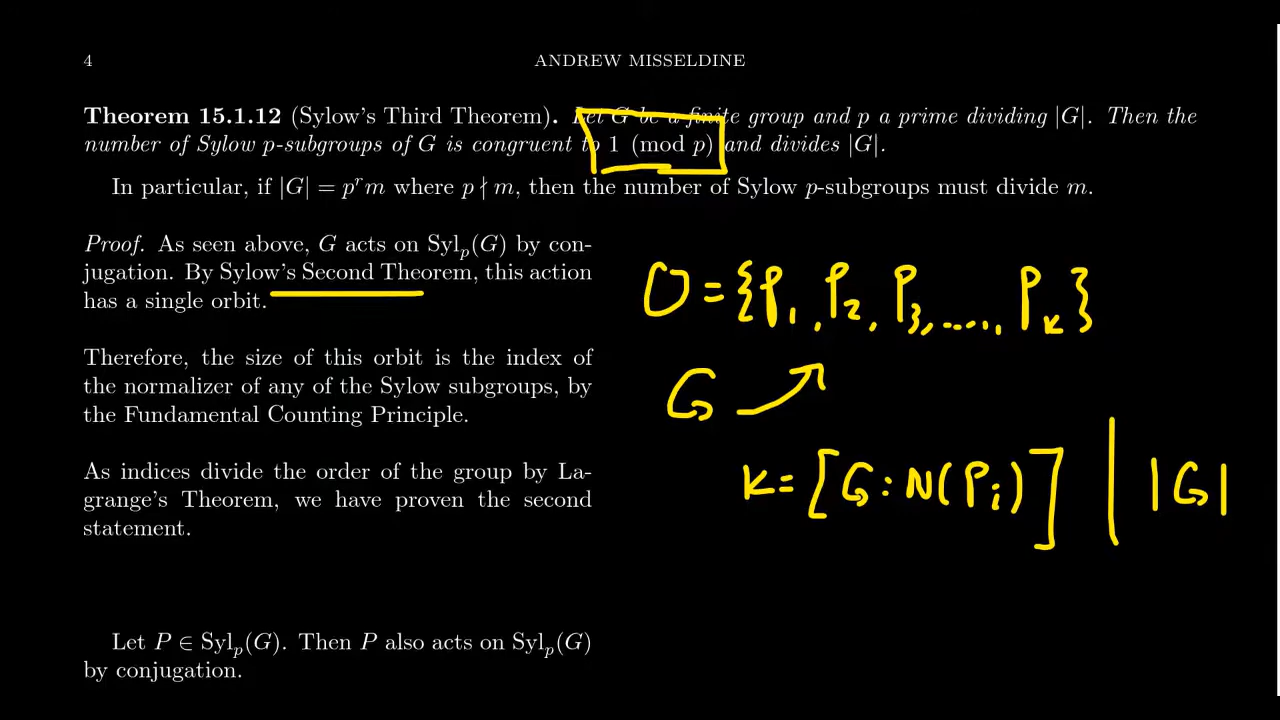 4 ANDREW MISSELDINE
Theorem 15.1.12 (Sylow's Third Theorem). Let G be a finite group and p a prime dividing |G|. Then the
number of Sylow p-subgroups of G is congruent to 1 (mod p) and divides |G|.
In particular, if |G| = pʳm where p ∤ m, then the number of Sylow p-subgroups must divide m.
Proof. As seen above, G acts on Sylₚ(G) by con-
jugation. By Sylow's Second Theorem, this action
has a single orbit.
O = {P₁, P₂, P₃, ...., Pₖ}
Therefore, the size of this orbit is the index of
the normalizer of any of the Sylow subgroups, by
the Fundamental Counting Principle.
G
As indices divide the order of the group by La-
grange's Theorem, we have proven the second
statement.
K = [G : N(Pᵢ)] | |G|
Let P ∈ Sylₚ(G). Then P also acts on Sylₚ(G)
by conjugation.